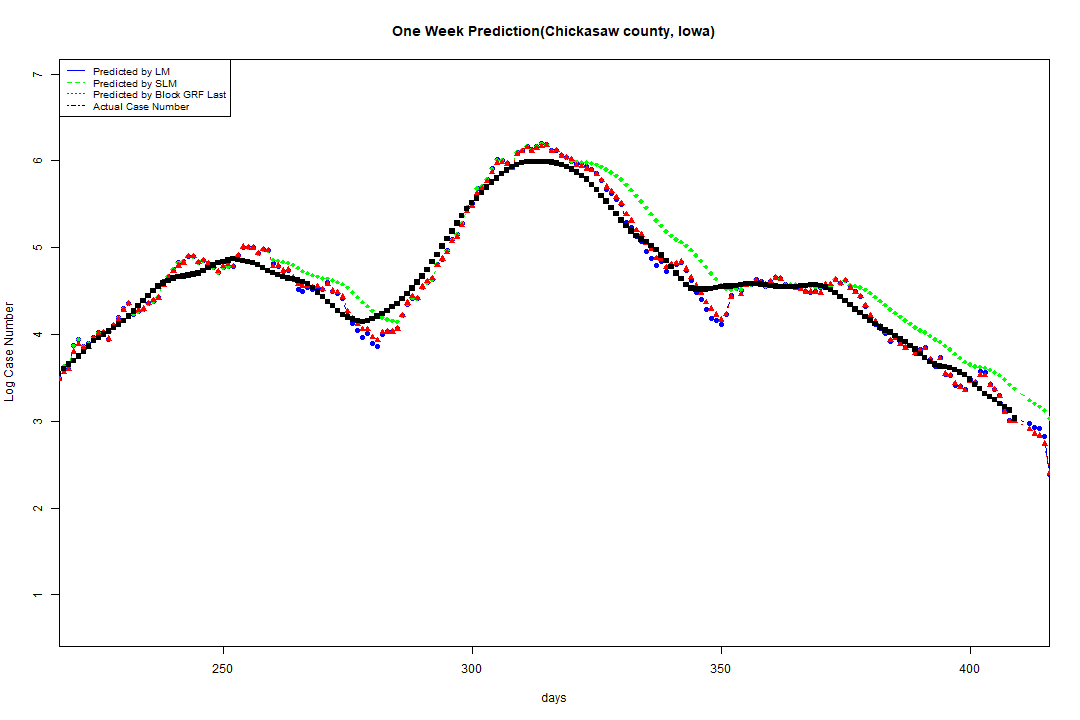 One Week Prediction(Chickasaw county, Iowa)
Predicted by LM
Predicted by SLM
Predicted by Block GRF Last
Actual Case Number
7
6
5
4
3
2
1
Log Case Number
250 300 350 400
days